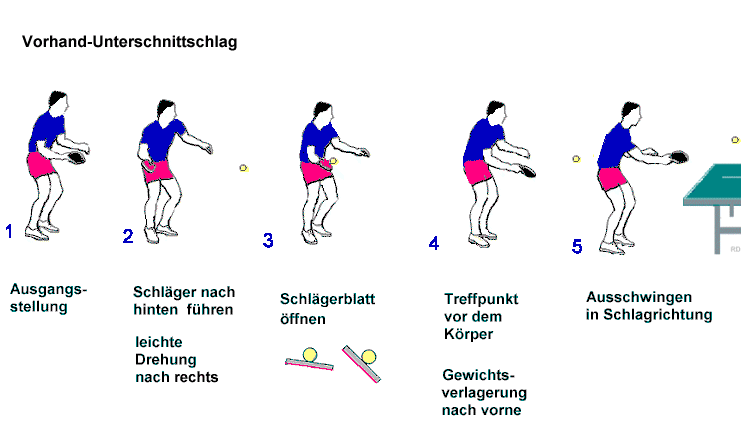 Vorhand-Unterschnittschlag
1
2
3
4
5
Ausgangs-
stellung
Schläger nach
hinten führen
leichte
Drehung
nach rechts
Schlägerblatt
öffnen
Treffpunkt
vor dem
Körper
Gewichts-
verlagerung
nach vorne
Ausschwingen
in Schlagrichtung
RD